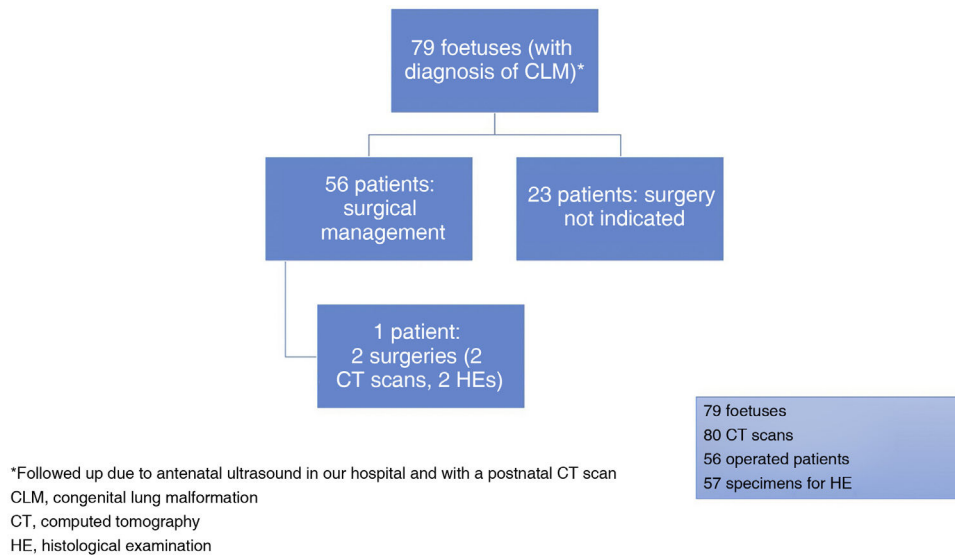 79 foetuses (with
diagnosis of CLM)*
56 patients:
surgical
management
23 patients: surgery
not indicated
1 patient:
2 surgeries (2
CT scans, 2 HEs)
79 foetuses
80 CT scans
56 operated patients
57 specimens for HE
*Followed up due to antenatal ultrasound in our hospital and with a postnatal CT scan
CLM, congenital lung malformation
CT, computed tomography
HE, histological examination